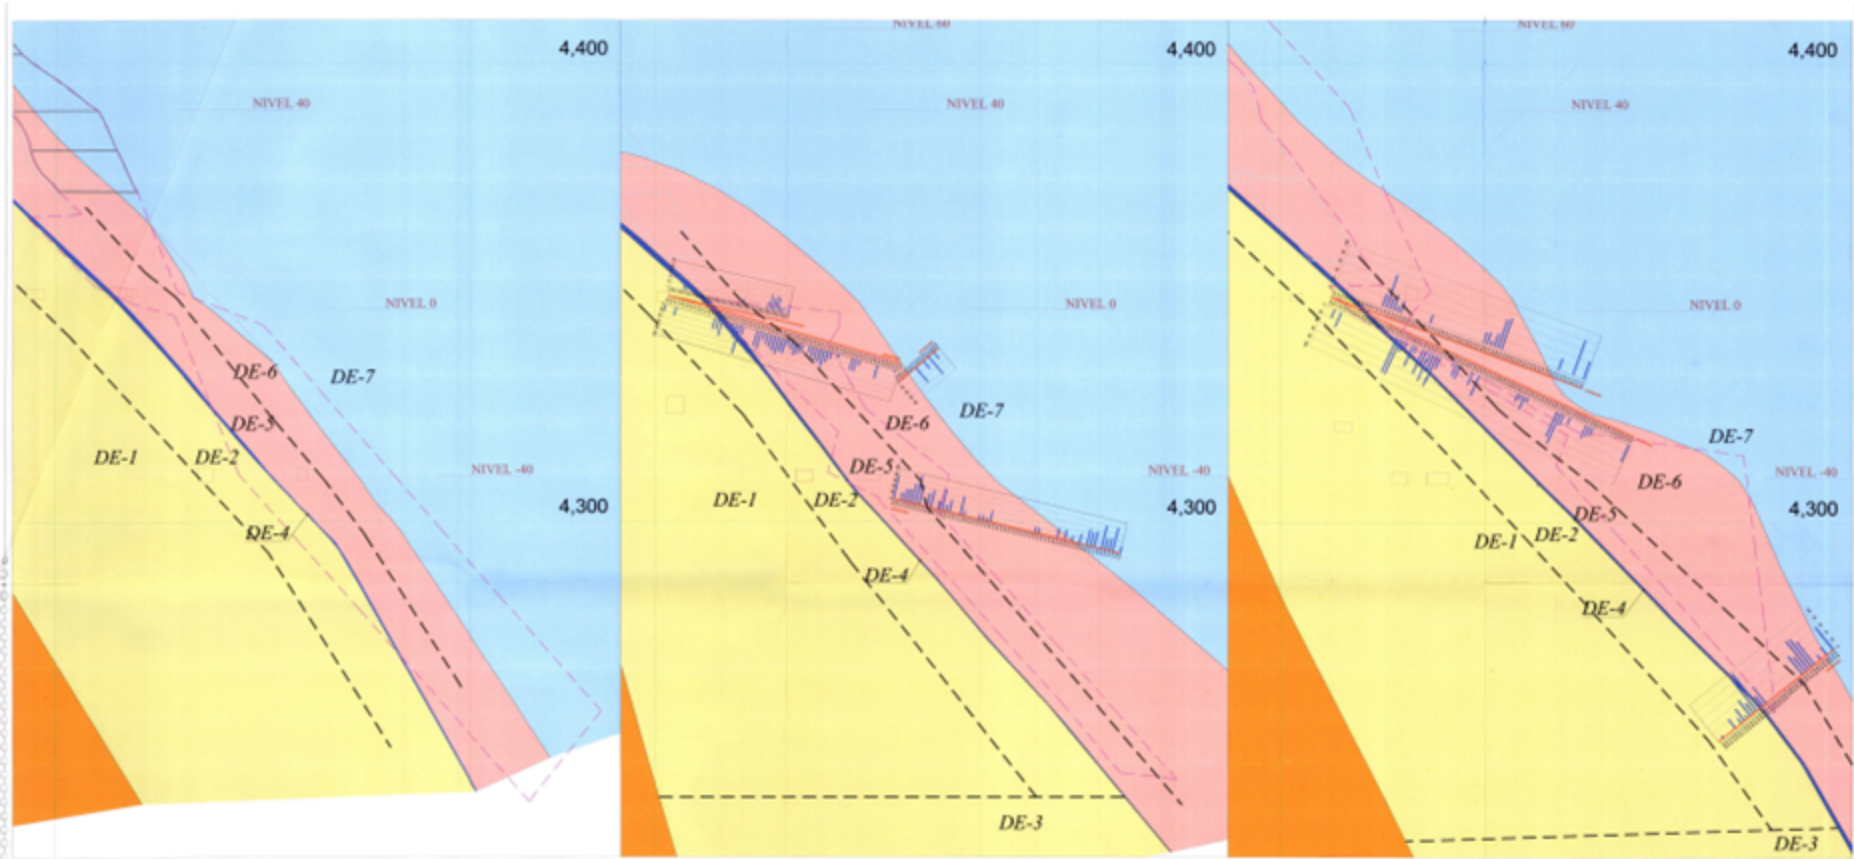 NIVEL 60
NIVEL 60
4,400
4,400
4,400
NIVEL 40
NIVEL 40
NIVEL 40
NIVEL 0
NIVEL 0
NIVEL 0
DE-6
DE-7
DE-5
DE-1
DE-2
DE-4
NIVEL -40
4,300
DE-7
DE-6
DE-5
DE-1
DE-2
DE-4
DE-3
NIVEL -40
4,300
DE-7
DE-6
DE-5
DE-1
DE-2
DE-4
DE-3
NIVEL -40
4,300